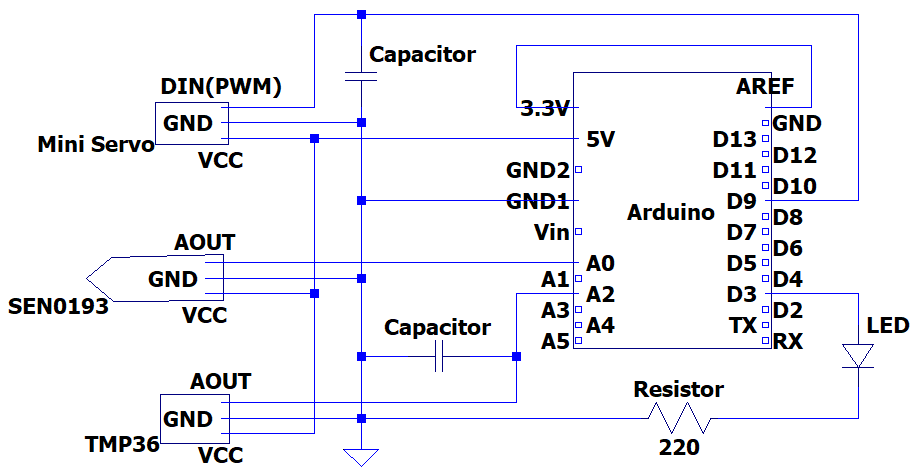 Capacitor
DIN(PWM)
GND
Mini Servo
VCC
AOUT
GND
SEN0193
VCC
Capacitor
AOUT
GND
TMP36
VCC
3.3V
5V
GND2
GND1
Vin
A0
A1
A2
A3
A4
A5
Arduino
AREF
GND
D13
D12
D11
D10
D9
D8
D7
D6
D5
D4
D3
D2
TX
RX
LED
Resistor
220